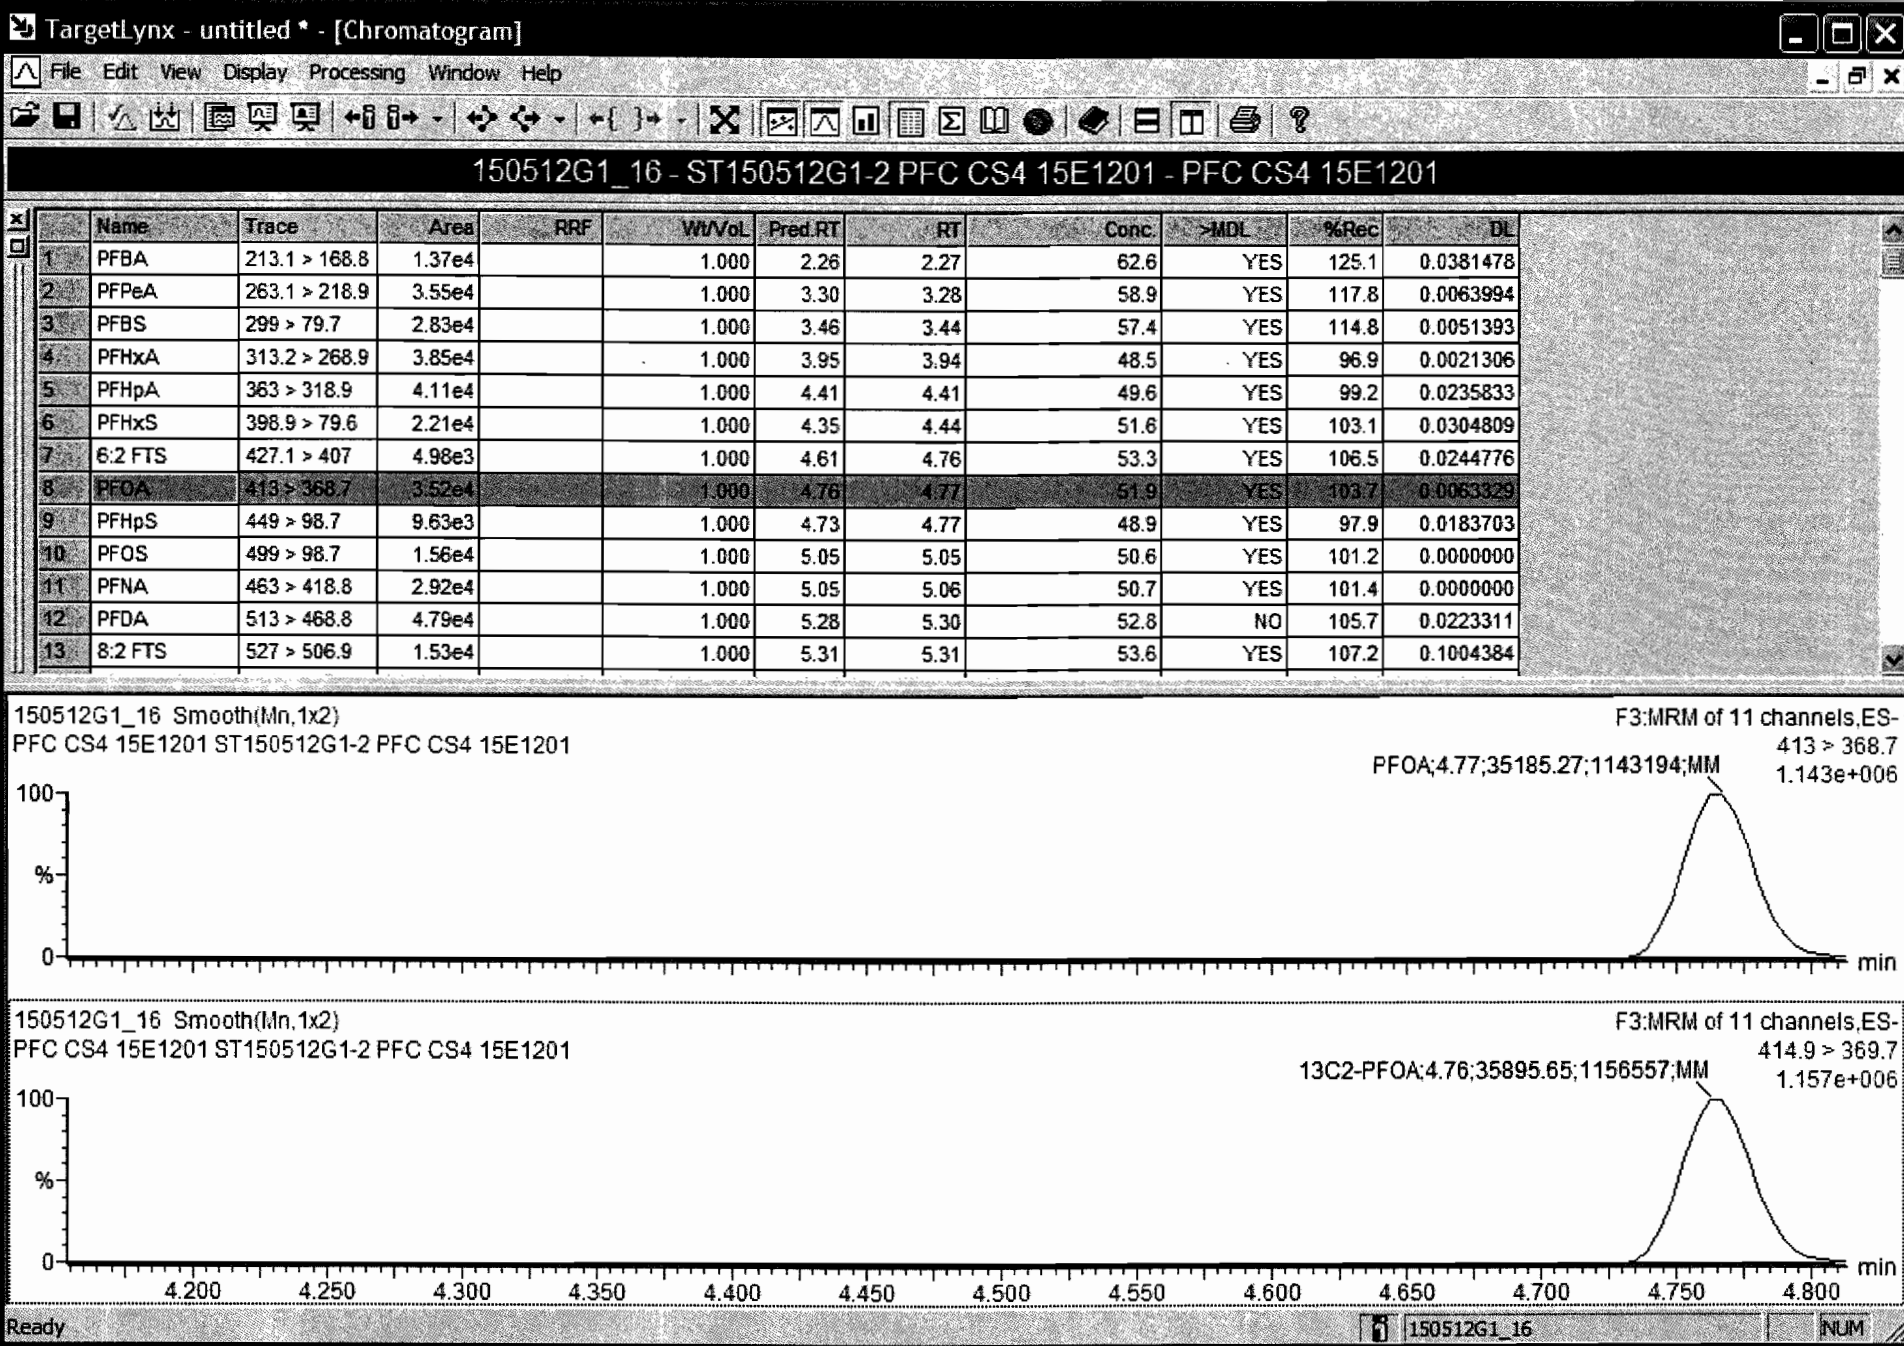 TargetLynx - untitled * - [Chromatogram]
File Edit View Display Processing Window Help
150512G1_16 - ST150512G1-2 PFC CS4 15E1201 - PFC CS4 15E1201
Name Trace Area RRF Wt/Vol. Pred.RT RT Conc. >MDL %Rec DL
1 PFBA 213.1 > 168.8 1.37e4 1.000 2.26 2.27 62.6 YES 125.1 0.0381478
2 PFPeA 263.1 > 218.9 3.55e4 1.000 3.30 3.28 58.9 YES 117.8 0.0063994
3 PFBS 299 > 79.7 2.83e4 1.000 3.46 3.44 57.4 YES 114.8 0.0051393
4 PFHxA 313.2 > 268.9 3.85e4 1.000 3.95 3.94 48.5 YES 96.9 0.0021306
5 PFHpA 363 > 318.9 4.11e4 1.000 4.41 4.41 49.6 YES 99.2 0.0235833
6 PFHxS 398.9 > 79.6 2.21e4 1.000 4.35 4.44 51.6 YES 103.1 0.0304809
7 6:2 FTS 427.1 > 407 4.98e3 1.000 4.61 4.76 53.3 YES 106.5 0.0244776
8 PFOA 413 > 368.7 3.52e4 1.000 4.76 4.77 51.9 YES 103.7 0.0063329
9 PFHpS 449 > 98.7 9.63e3 1.000 4.73 4.77 48.9 YES 97.9 0.0183703
10 PFOS 499 > 98.7 1.56e4 1.000 5.05 5.05 50.6 YES 101.2 0.0000000
11 PFNA 463 > 418.8 2.92e4 1.000 5.05 5.06 50.7 YES 101.4 0.0000000
12 PFDA 513 > 468.8 4.79e4 1.000 5.28 5.30 52.8 NO 105.7 0.0223311
13 8:2 FTS 527 > 506.9 1.53e4 1.000 5.31 5.31 53.6 YES 107.2 0.1004384
150512G1_16 Smooth(Mn,1x2) F3:MRM of 11 channels,ES-
PFC CS4 15E1201 ST150512G1-2 PFC CS4 15E1201 413 > 368.7
PFOA;4.77;35185.27;1143194;MM 1.143e+006
100
%
0
min
150512G1_16 Smooth(Mn,1x2) F3:MRM of 11 channels,ES-
PFC CS4 15E1201 ST150512G1-2 PFC CS4 15E1201 414.9 > 369.7
13C2-PFOA;4.76;35895.65;1156557;MM 1.157e+006
100
%
0
min
4.200 4.250 4.300 4.350 4.400 4.450 4.500 4.550 4.600 4.650 4.700 4.750 4.800
Ready 150512G1_16 NUM